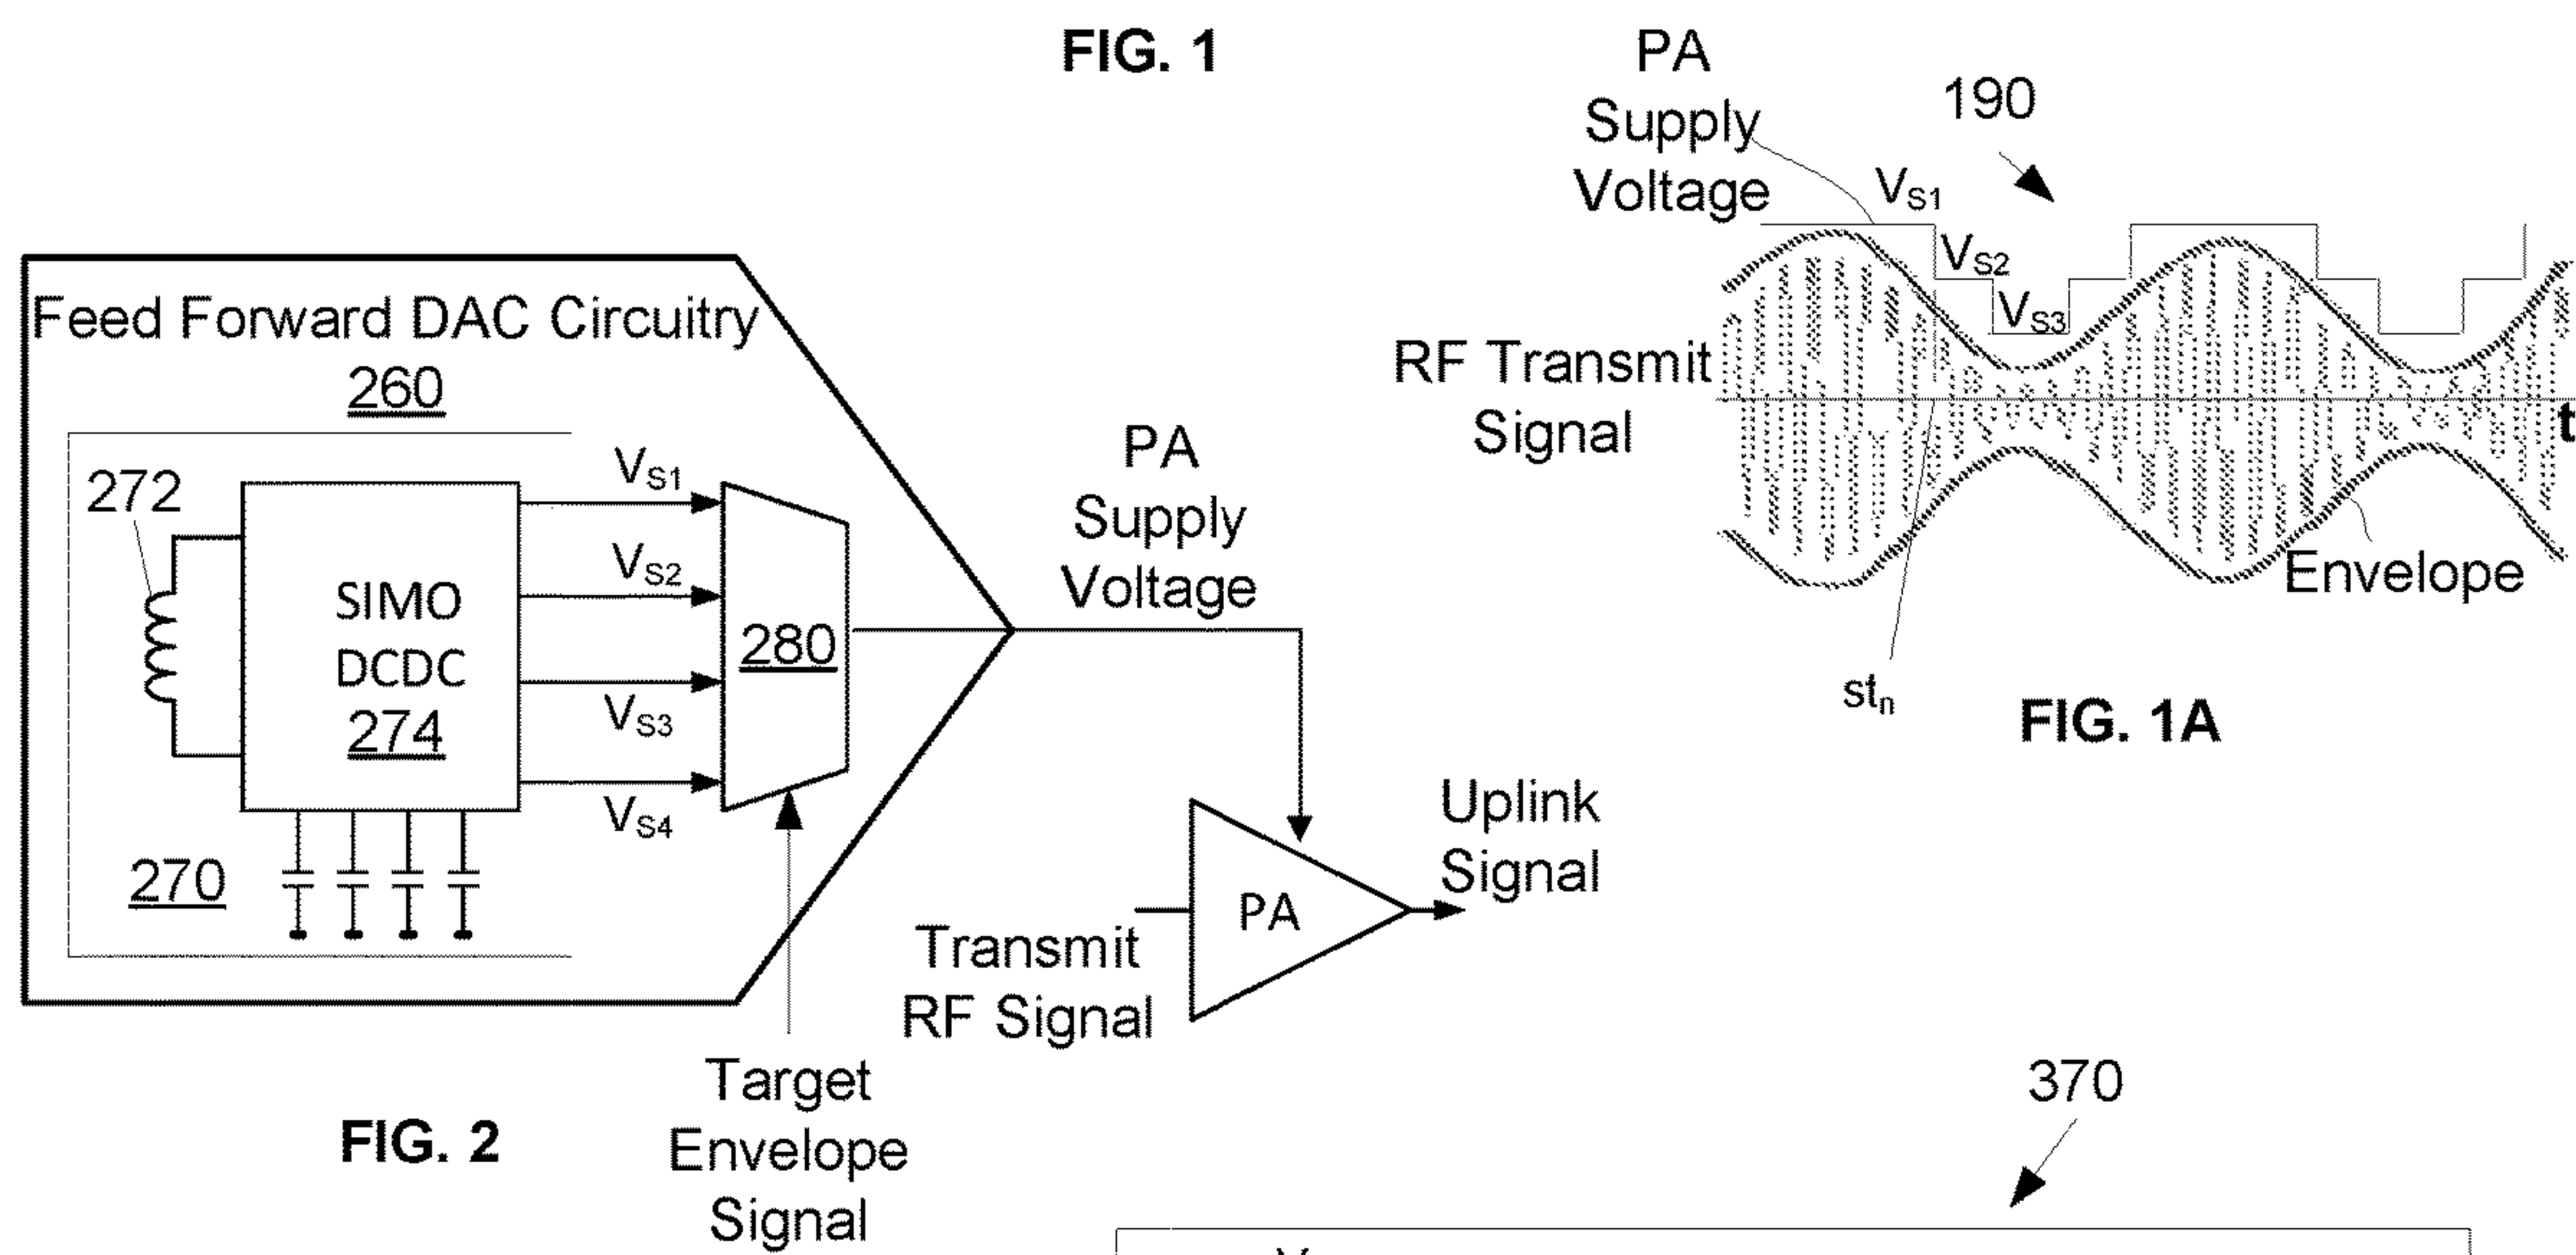 FIG. 1
PA
Supply
Voltage
190
VS1
VS2
VS3
RF Transmit
Signal
t
Envelope
stn
FIG. 1A
Feed Forward DAC Circuitry
260
272
SIMO
DCDC
274
270
VS1
VS2
VS3
VS4
280
PA
Supply
Voltage
PA
Transmit
RF Signal
Uplink
Signal
Target
Envelope
Signal
FIG. 2
370